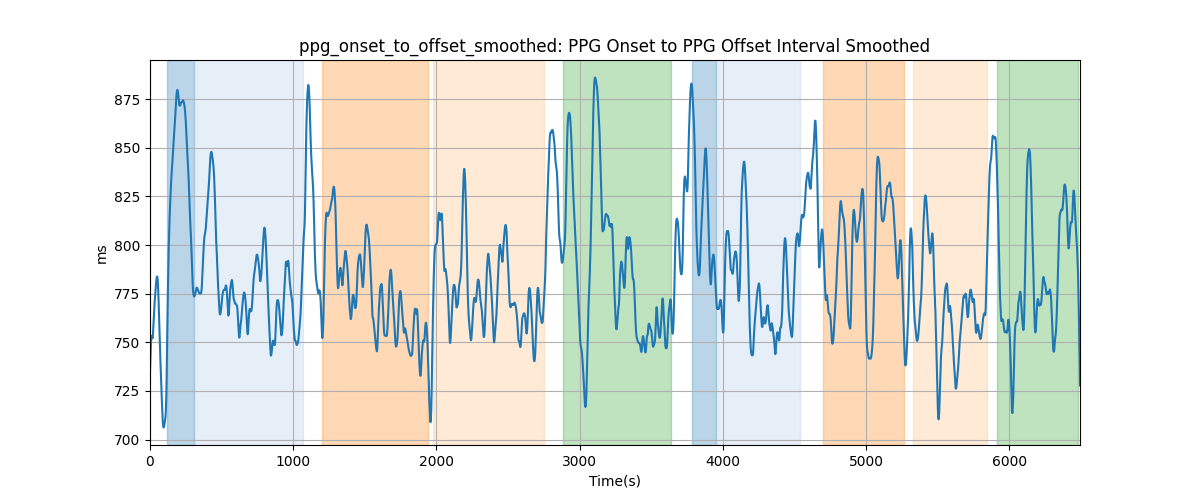 ppg_onset_to_offset_smoothed: PPG Onset to PPG Offset Interval Smoothed
875
850
825
800
775
750
725
700
ms
0 1000 2000 3000 4000 5000 6000
Time(s)